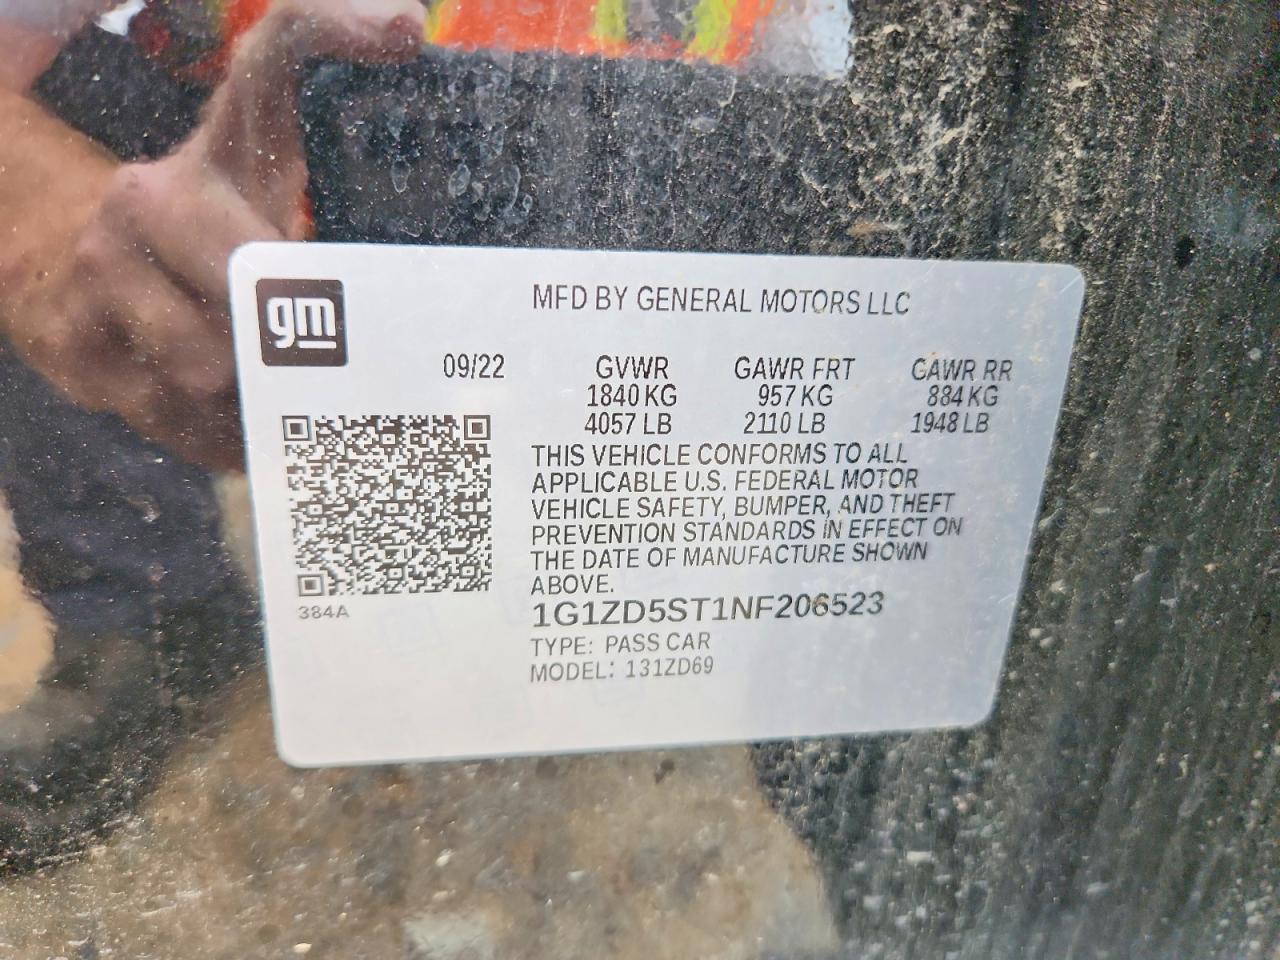 gm
MFD BY GENERAL MOTORS LLC
09/22 GVWR GAWR FRT GAWR RR
1840 KG 957 KG 884 KG
4057 LB 2110 LB 1948 LB
THIS VEHICLE CONFORMS TO ALL
APPLICABLE U.S. FEDERAL MOTOR
VEHICLE SAFETY, BUMPER, AND THEFT
PREVENTION STANDARDS IN EFFECT ON
THE DATE OF MANUFACTURE SHOWN
ABOVE.
384A
1G1ZD5ST1NF206523
TYPE: PASS CAR
MODEL: 131ZD69